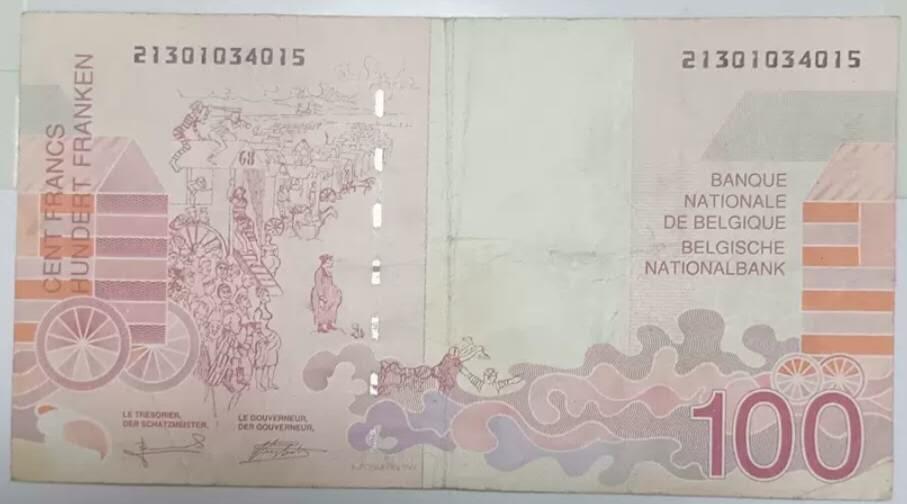 21301034015
21301034015
CENT FRANCS
HUNDERT FRANKEN
68
BANQUE
NATIONALE
DE BELGIQUE
BELGISCHE
NATIONALBANK
LE TRESORIER,
DER SCHATZMEISTER,
LE GOUVERNEUR,
DER GOUVERNEUR,
100